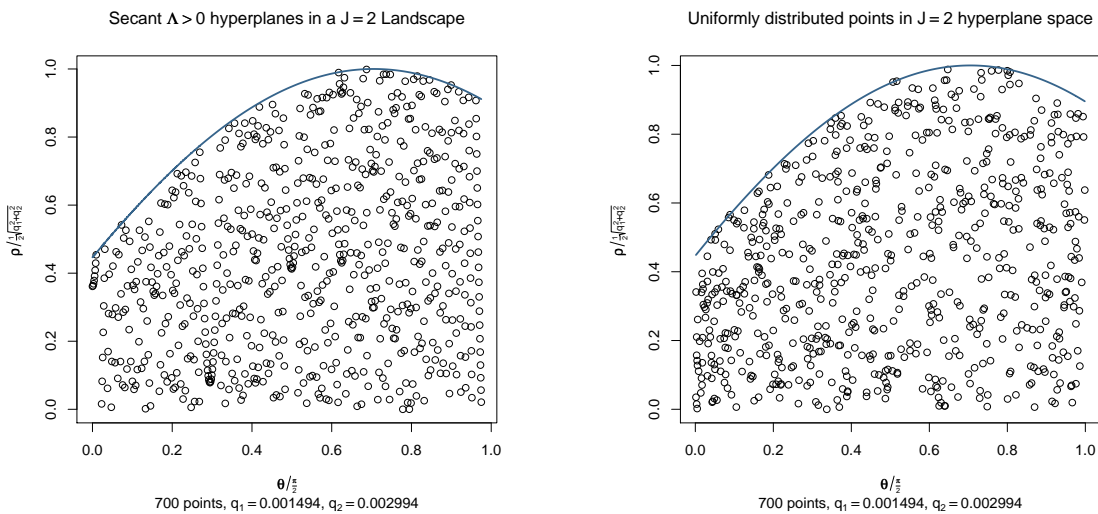 Secant Λ > 0 hyperplanes in a J = 2 Landscape
ρ/½√(q₁²+q₂²)
1.0
0.8
0.6
0.4
0.2
0.0
0.0 0.2 0.4 0.6 0.8 1.0
θ/π/2
700 points, q₁ = 0.001494, q₂ = 0.002994
Uniformly distributed points in J = 2 hyperplane space
ρ/½√(q₁²+q₂²)
1.0
0.8
0.6
0.4
0.2
0.0
0.0 0.2 0.4 0.6 0.8 1.0
θ/π/2
700 points, q₁ = 0.001494, q₂ = 0.002994